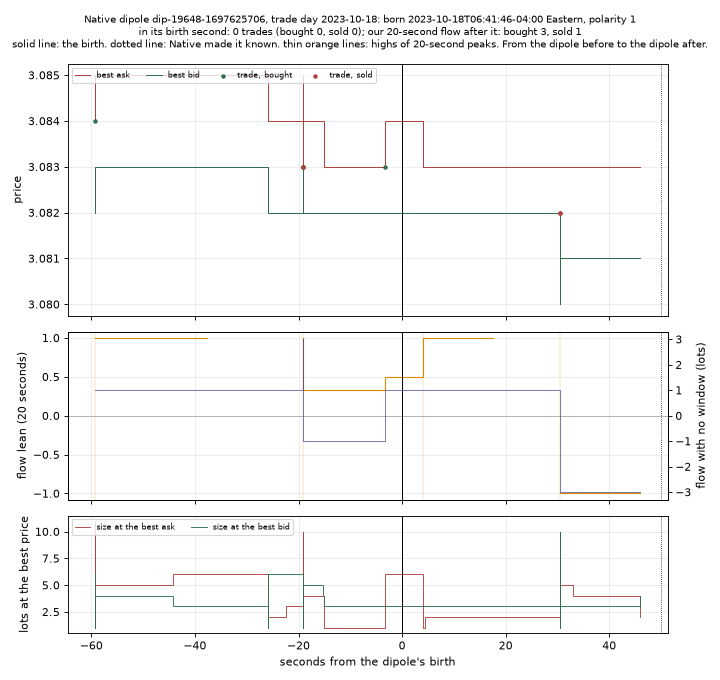 Native dipole dip-19648-1697625706, trade day 2023-10-18: born 2023-10-18T06:41:46-04:00 Eastern, polarity 1
in its birth second: 0 trades (bought 0, sold 0); our 20-second flow after it: bought 3, sold 1
solid line: the birth. dotted line: Native made it known. thin orange lines: highs of 20-second peaks. From the dipole before to the dipole after.
best ask best bid trade, bought trade, sold
3.085
3.084
3.083
3.082
3.081
3.080
price
1.0
0.5
0.0
−0.5
−1.0
flow lean (20 seconds)
3
2
1
0
−1
−2
−3
flow with no window (lots)
size at the best ask size at the best bid
10.0
7.5
5.0
2.5
lots at the best price
−60 −40 −20 0 20 40
seconds from the dipole's birth